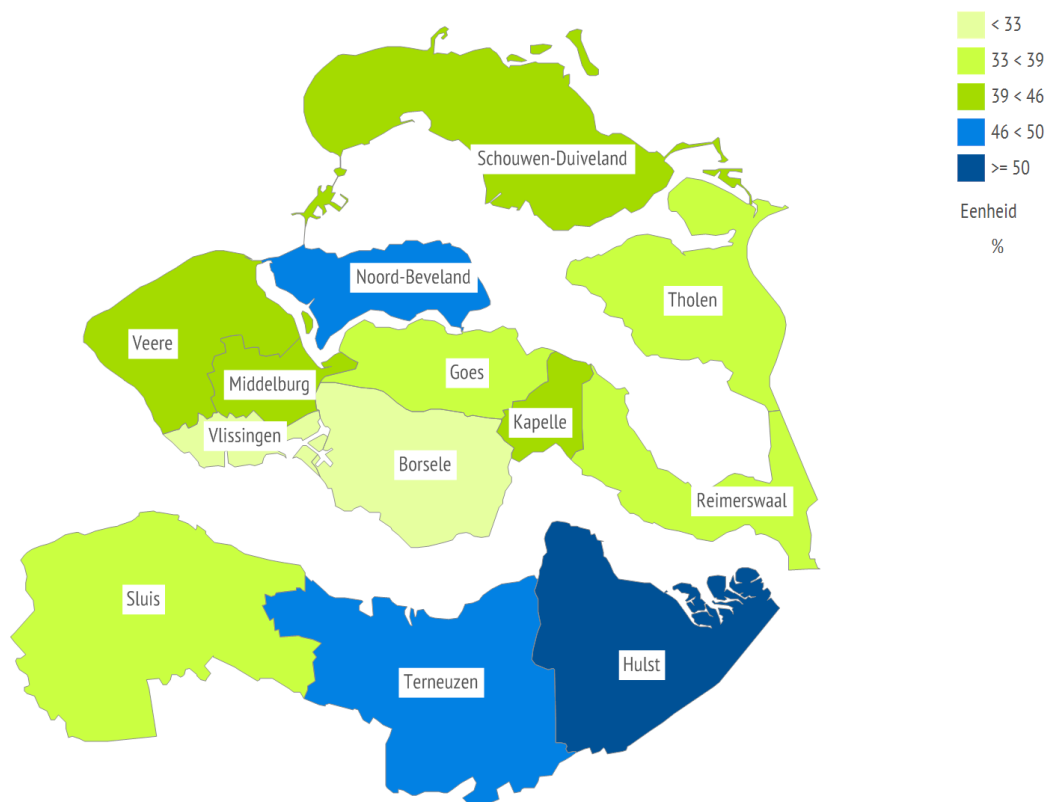 < 33
33 < 39
39 < 46
46 < 50
>= 50
Eenheid
%
Schouwen-Duiveland
Noord-Beveland
Tholen
Veere
Goes
Middelburg
Kapelle
Vlissingen
Borsele
Reimerswaal
Sluis
Hulst
Terneuzen